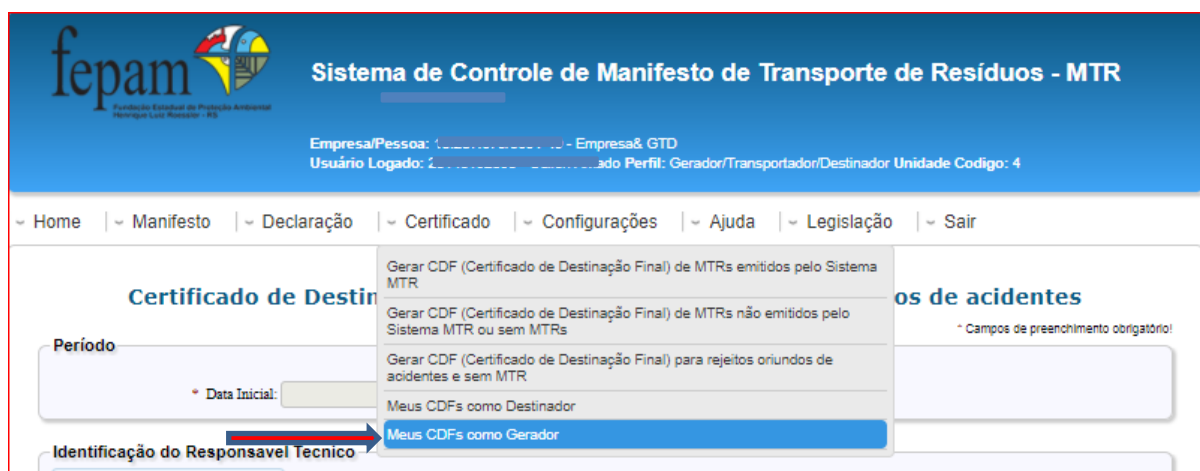 fepam
Fundação Estadual de Proteção Ambiental
Henrique Luiz Roessler - RS
Sistema de Controle de Manifesto de Transporte de Resíduos - MTR
Empresa/Pessoa: - Empresa& GTD
Usuário Logado: ado Perfil: Gerador/Transportador/Destinador Unidade Codigo: 4
Home Manifesto Declaração Certificado Configurações Ajuda Legislação Sair
Gerar CDF (Certificado de Destinação Final) de MTRs emitidos pelo Sistema
MTR
Gerar CDF (Certificado de Destinação Final) de MTRs não emitidos pelo
Sistema MTR ou sem MTRs
Gerar CDF (Certificado de Destinação Final) para rejeitos oriundos de
acidentes e sem MTR
Meus CDFs como Destinador
Meus CDFs como Gerador
Certificado de Destin os de acidentes
* Campos de preenchimento obrigatório!
Período
* Data Inicial:
Identificação do Responsavel Tecnico